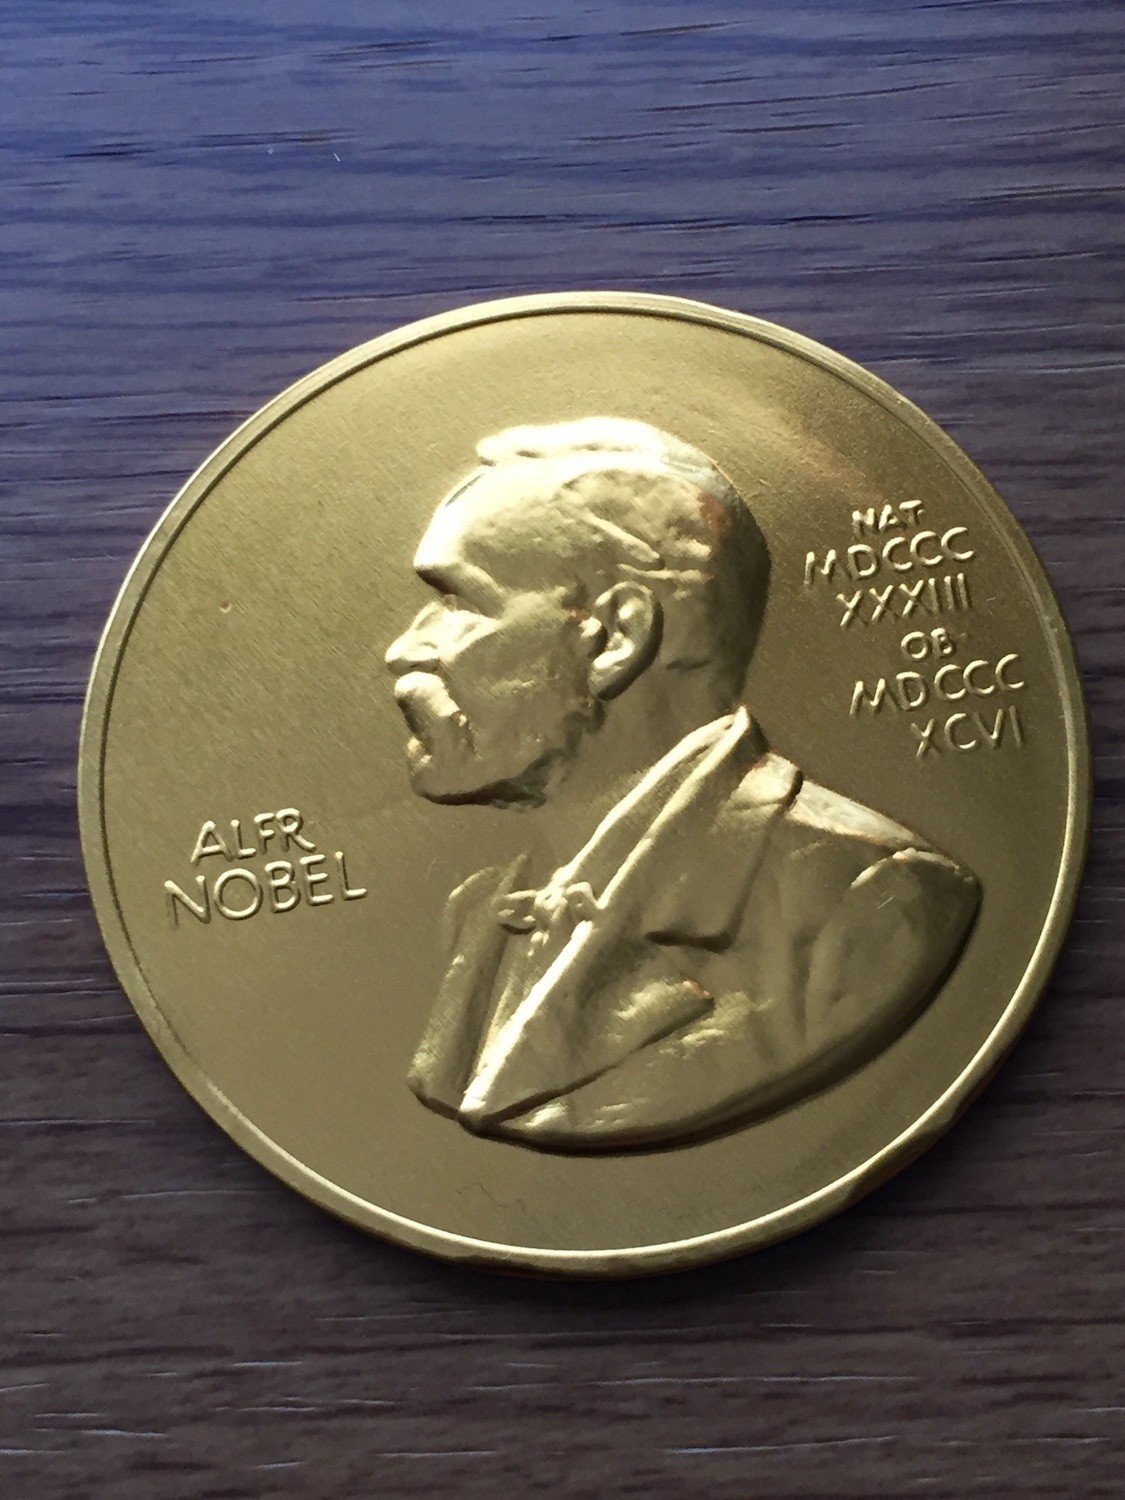 ALFR
NOBEL
NAT
MDCCC
XXXIII
OB
MDCCC
XCVI